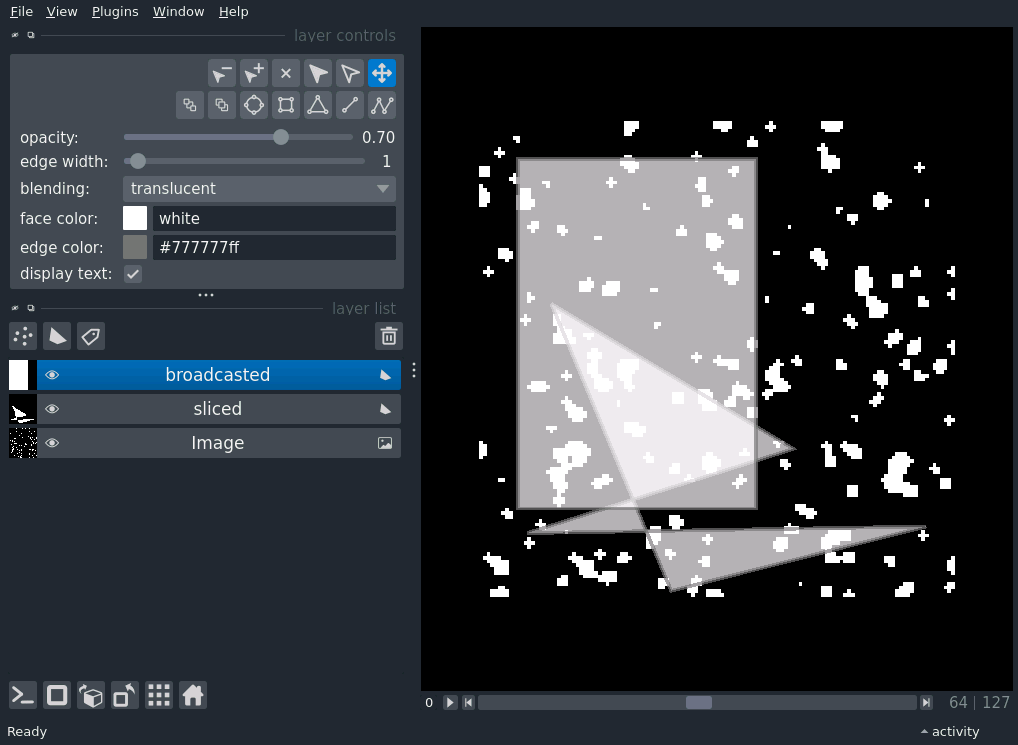 File View Plugins Window Help
layer controls
opacity: 0.70
edge width: 1
blending: translucent
face color: white
edge color: #777777ff
display text:
layer list
broadcasted
sliced
Image
0 64 | 127
Ready activity